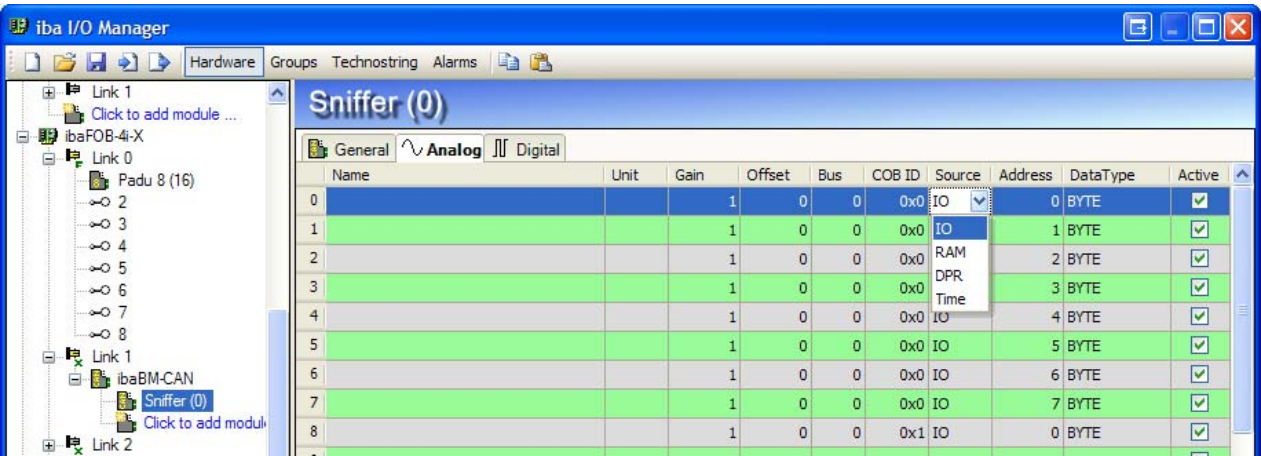 iba I/O Manager
Hardware Groups Technostring Alarms
Link 1
Click to add module ...
ibaFOB-4i-X
Link 0
Padu 8 (16)
2
3
4
5
6
7
8
Link 1
ibaBM-CAN
Sniffer (0)
Click to add modul
Link 2
Sniffer (0)
General Analog Digital
Name Unit Gain Offset Bus COB ID Source Address DataType Active
0 1 0 0 0x0 IO 0 BYTE
1 1 0 0 0x0 IO 1 BYTE
2 1 0 0 0x0 RAM 2 BYTE
DPR
3 1 0 0 0x0 Time 3 BYTE
4 1 0 0 0x0 IO 4 BYTE
5 1 0 0 0x0 IO 5 BYTE
6 1 0 0 0x0 IO 6 BYTE
7 1 0 0 0x0 IO 7 BYTE
8 1 0 0 0x1 IO 0 BYTE